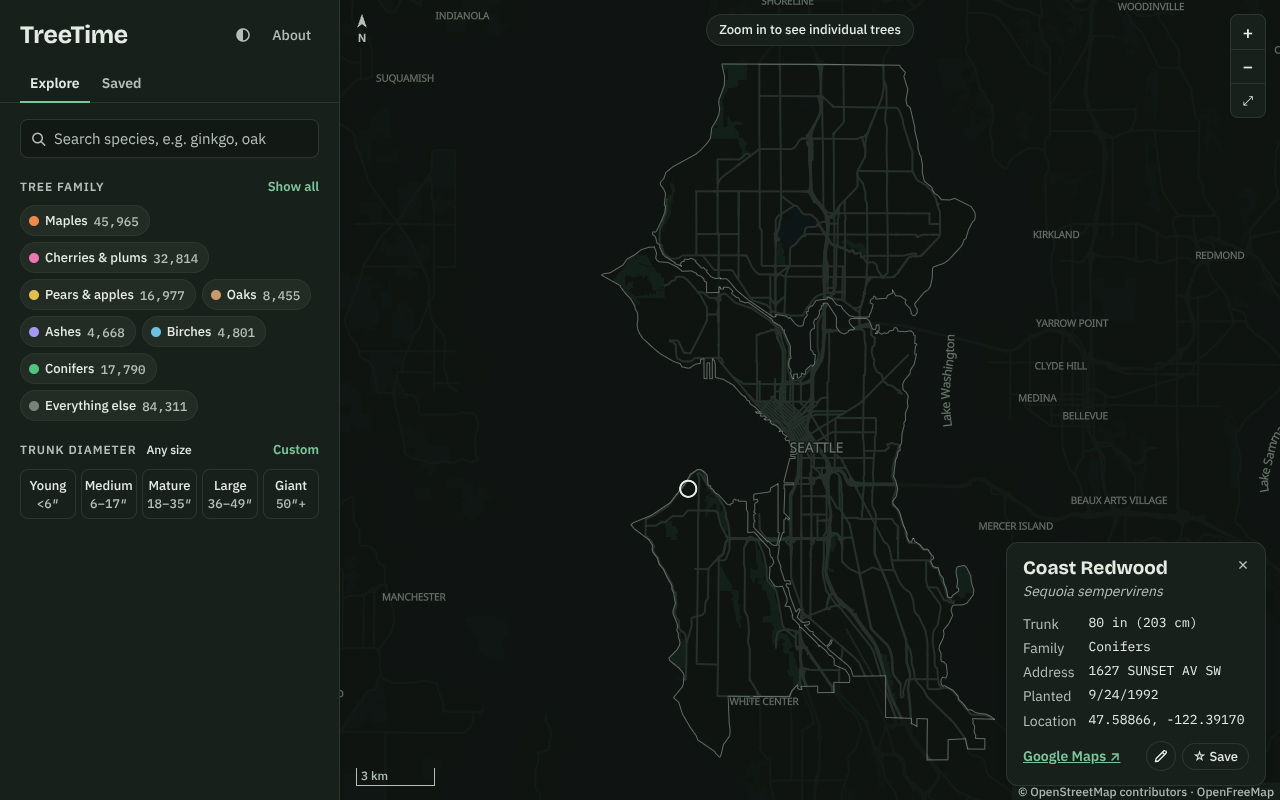 TreeTime
About
Explore
Saved
Search species, e.g. ginkgo, oak
TREE FAMILY
Show all
Maples 45,965
Cherries & plums 32,814
Pears & apples 16,977
Oaks 8,455
Ashes 4,668
Birches 4,801
Conifers 17,790
Everything else 84,311
TRUNK DIAMETER Any size
Custom
Young
<6″
Medium
6–17″
Mature
18–35″
Large
36–49″
Giant
50″+
N
INDIANOLA
SHORELINE
WOODINVILLE
Zoom in to see individual trees
+
−
SUQUAMISH
KIRKLAND
REDMOND
YARROW POINT
CLYDE HILL
MEDINA
BELLEVUE
Lake Washington
SEATTLE
BEAUX ARTS VILLAGE
MERCER ISLAND
MANCHESTER
WHITE CENTER
3 km
Coast Redwood
×
Sequoia sempervirens
Trunk 80 in (203 cm)
Family Conifers
Address 1627 SUNSET AV SW
Planted 9/24/1992
Location 47.58866, -122.39170
Google Maps ↗
☆ Save
© OpenStreetMap contributors · OpenFreeMap